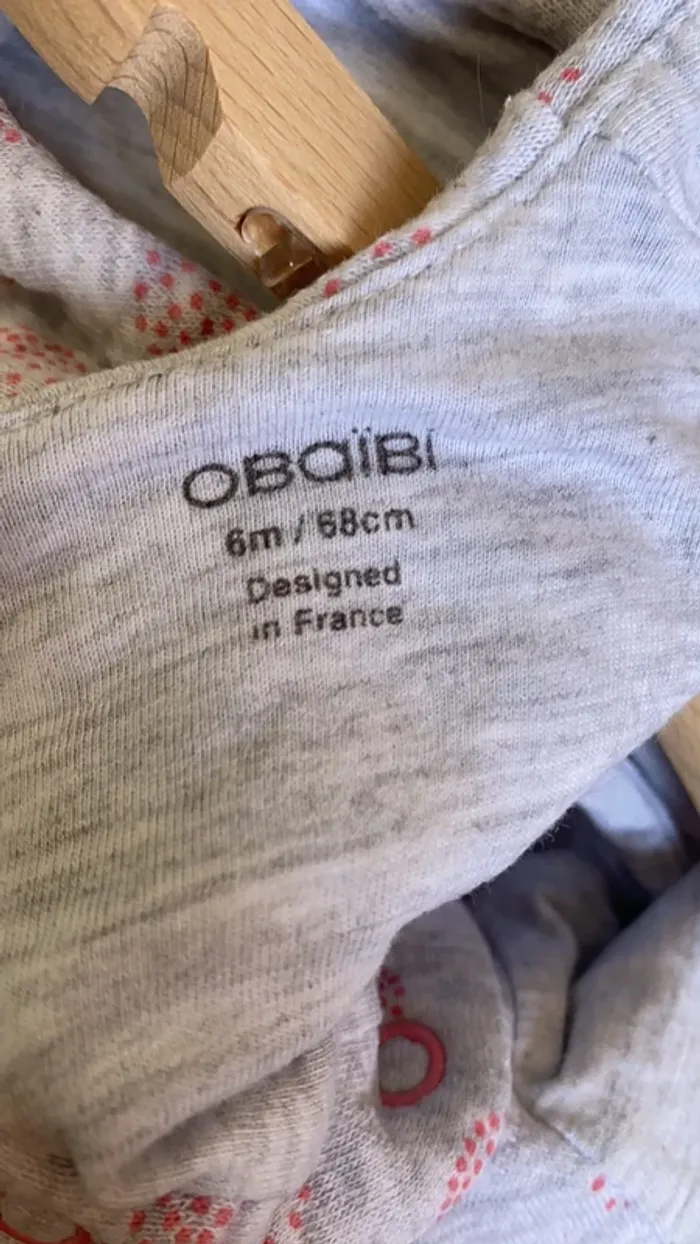 OBaïBi
6m / 68cm
Designed
in France